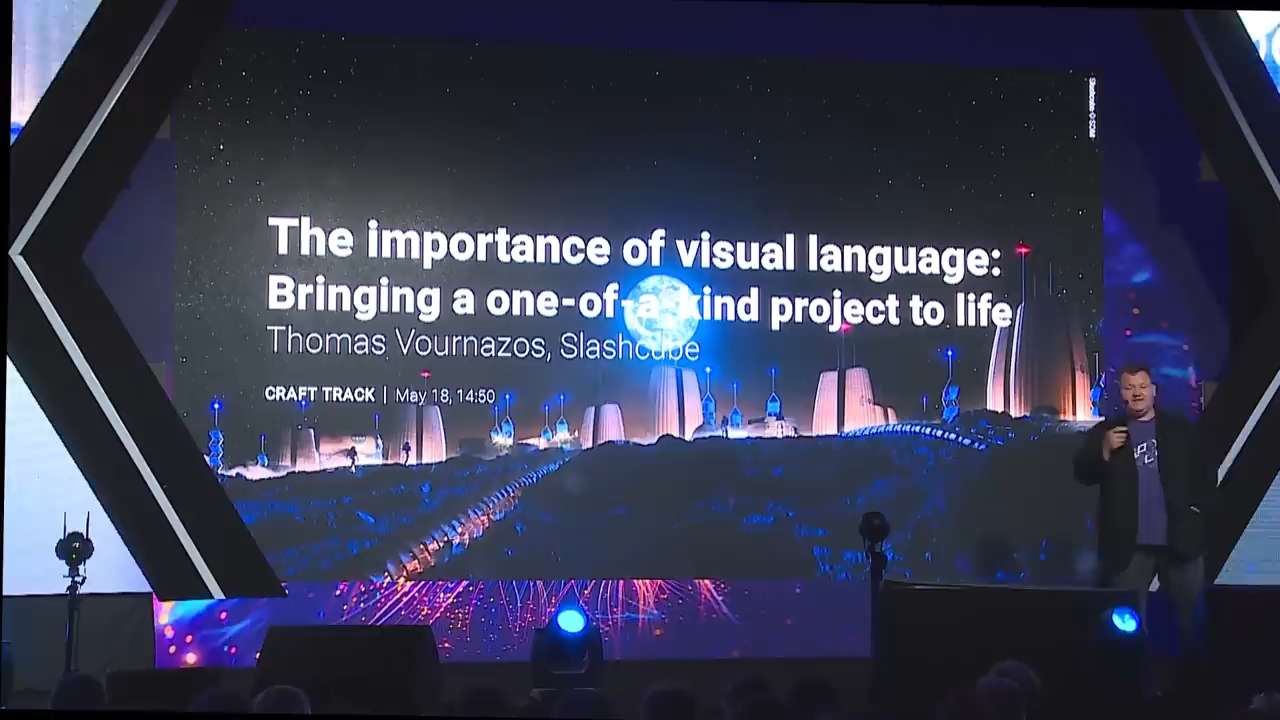 The importance of visual language:
Bringing a one-of-a-kind project to life
Thomas Vournazos, Slashcube
CRAFT TRACK | May 18, 14:50